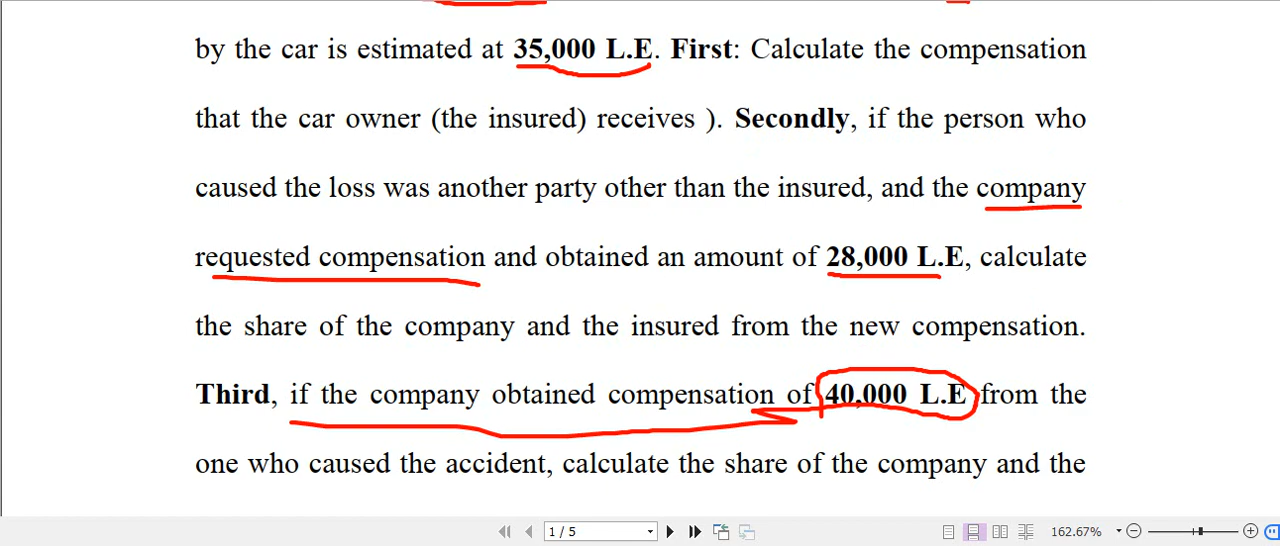 by the car is estimated at 35,000 L.E. First: Calculate the compensation
that the car owner (the insured) receives ). Secondly, if the person who
caused the loss was another party other than the insured, and the company
requested compensation and obtained an amount of 28,000 L.E, calculate
the share of the company and the insured from the new compensation.
Third, if the company obtained compensation of 40,000 L.E from the
one who caused the accident, calculate the share of the company and the
1 / 5
162.67%